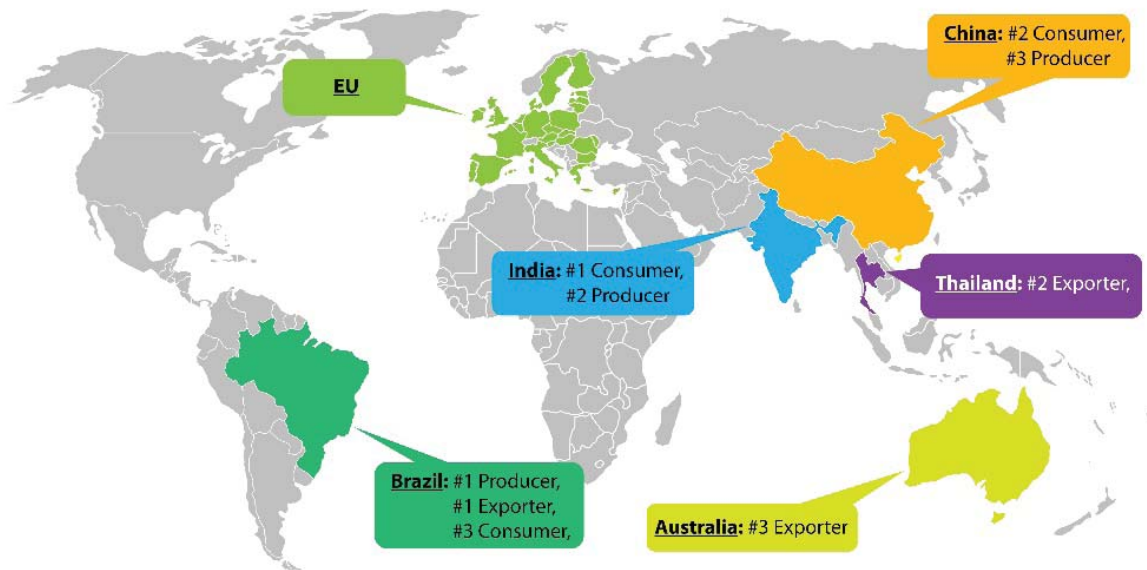 China: #2 Consumer,
#3 Producer
EU
India: #1 Consumer,
#2 Producer
Thailand: #2 Exporter,
Brazil: #1 Producer,
#1 Exporter,
#3 Consumer,
Australia: #3 Exporter